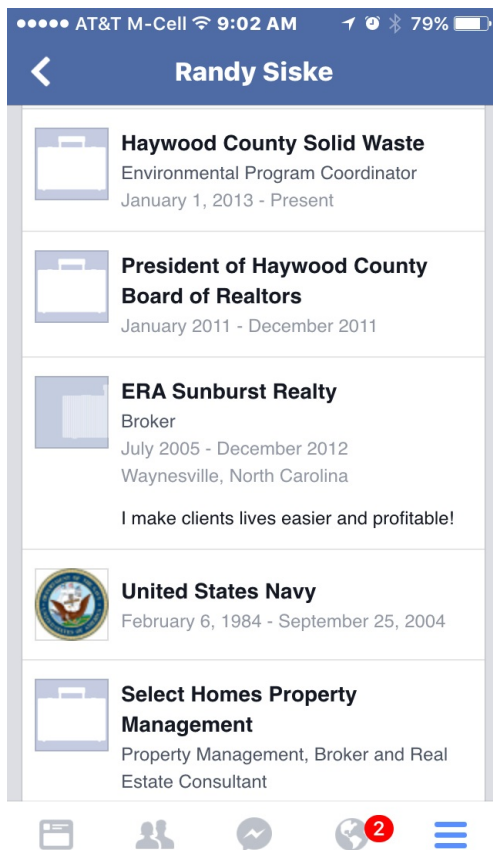 AT&T M-Cell 9:02 AM 79%
Randy Siske
Haywood County Solid Waste
Environmental Program Coordinator
January 1, 2013 - Present
President of Haywood County
Board of Realtors
January 2011 - December 2011
ERA Sunburst Realty
Broker
July 2005 - December 2012
Waynesville, North Carolina
I make clients lives easier and profitable!
United States Navy
February 6, 1984 - September 25, 2004
Select Homes Property
Management
Property Management, Broker and Real
Estate Consultant
2